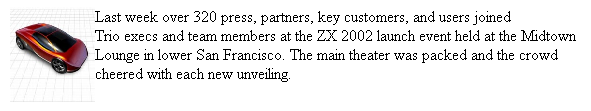 Last week over 320 press, partners, key customers, and users joined
Trio execs and team members at the ZX 2002 launch event held at the Midtown
Lounge in lower San Francisco. The main theater was packed and the crowd
cheered with each new unveiling.